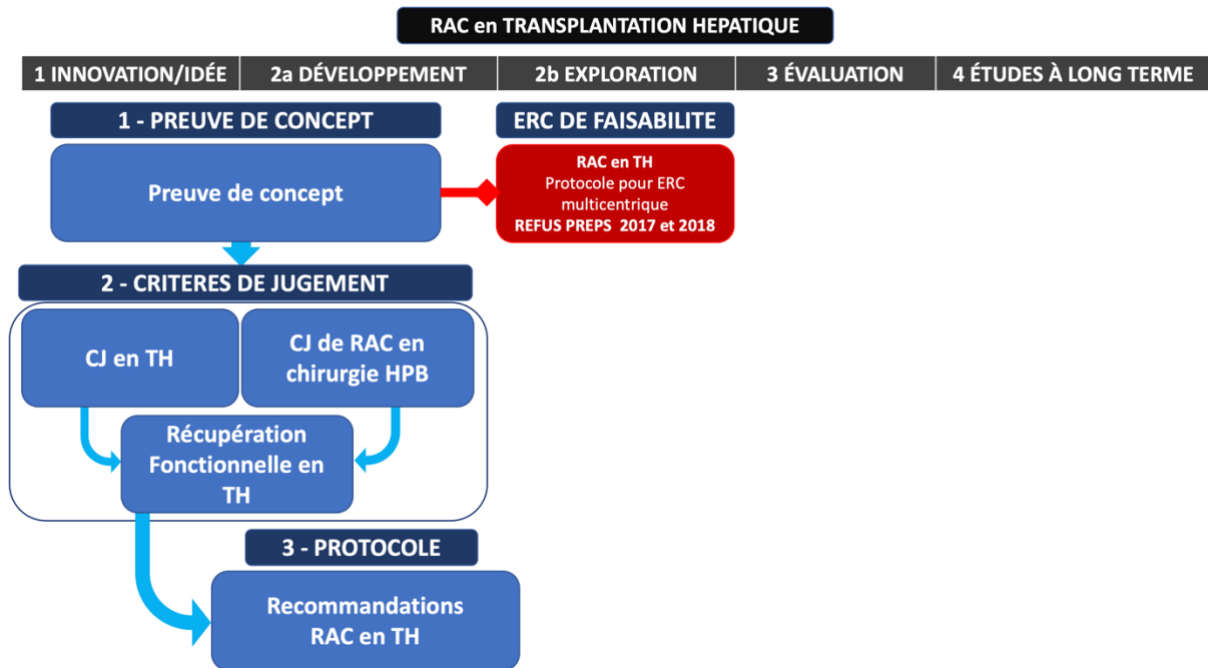 RAC en TRANSPLANTATION HEPATIQUE
1 INNOVATION/IDÉE
2a DÉVELOPPEMENT
2b EXPLORATION
3 ÉVALUATION
4 ÉTUDES À LONG TERME
1 - PREUVE DE CONCEPT
ERC DE FAISABILITE
Preuve de concept
RAC en TH
Protocole pour ERC
multicentrique
REFUS PREPS 2017 et 2018
2 - CRITERES DE JUGEMENT
CJ en TH
CJ de RAC en
chirurgie HPB
Récupération
Fonctionnelle en
TH
3 - PROTOCOLE
Recommandations
RAC en TH